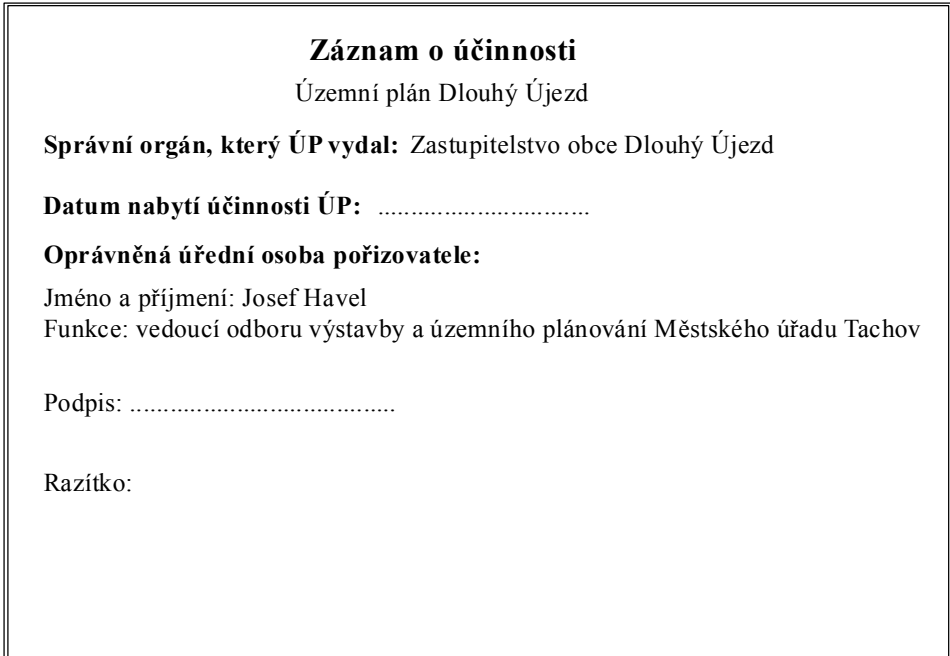 Záznam o účinnosti
Územní plán Dlouhý Újezd
Správní orgán, který ÚP vydal: Zastupitelstvo obce Dlouhý Újezd
Datum nabytí účinnosti ÚP: ................................
Oprávněná úřední osoba pořizovatele:
Jméno a příjmení: Josef Havel
Funkce: vedoucí odboru výstavby a územního plánování Městského úřadu Tachov
Podpis: ........................................
Razítko: